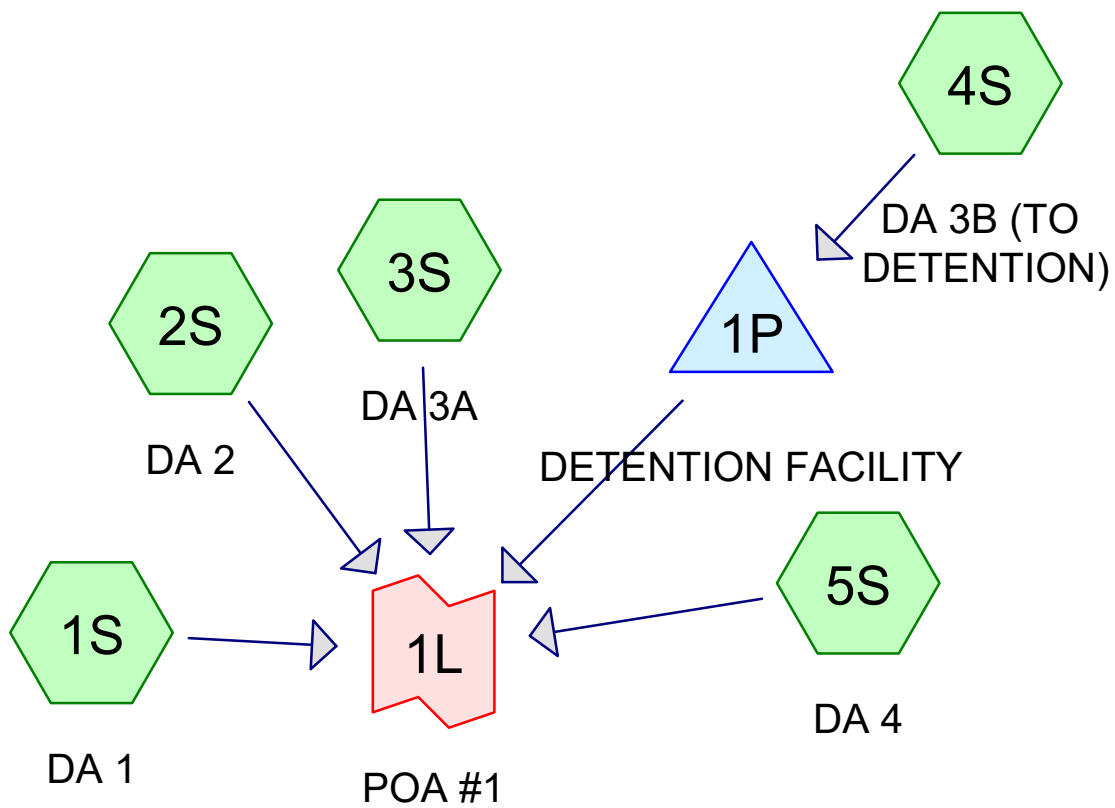 4S
DA 3B (TO
DETENTION)
3S
DA 3A
2S
DA 2
1P
DETENTION FACILITY
5S
DA 4
1S
DA 1
1L
POA #1